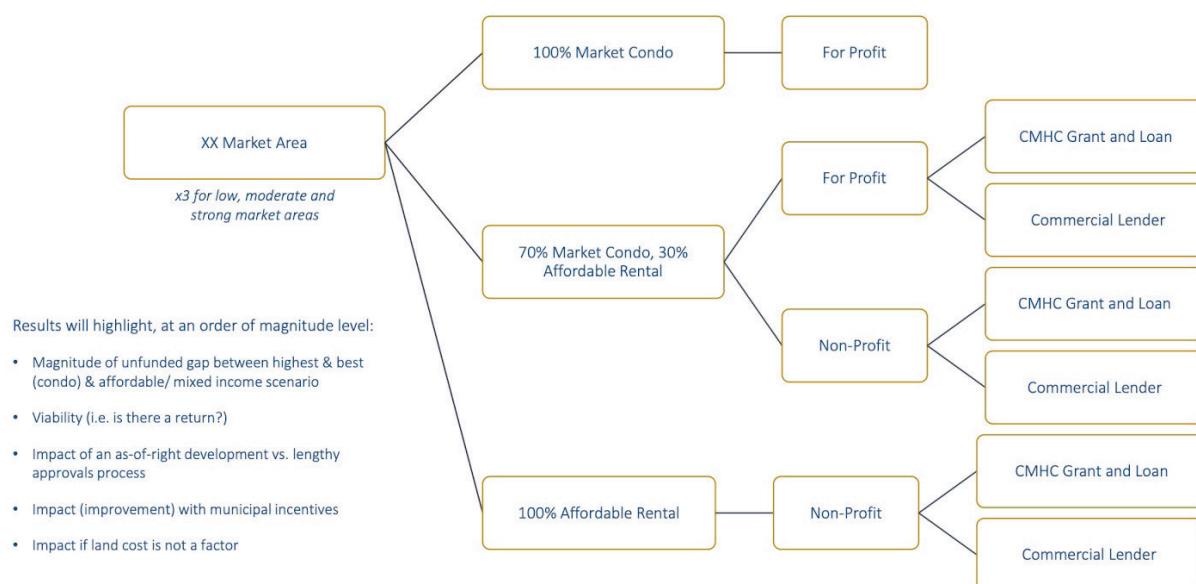 100% Market Condo
For Profit
XX Market Area
x3 for low, moderate and
strong market areas
CMHC Grant and Loan
For Profit
Commercial Lender
70% Market Condo, 30%
Affordable Rental
CMHC Grant and Loan
Non-Profit
Commercial Lender
Results will highlight, at an order of magnitude level:
• Magnitude of unfunded gap between highest & best
(condo) & affordable/ mixed income scenario
• Viability (i.e. is there a return?)
• Impact of an as-of-right development vs. lengthy
approvals process
• Impact (improvement) with municipal incentives
• Impact if land cost is not a factor
CMHC Grant and Loan
100% Affordable Rental
Non-Profit
Commercial Lender